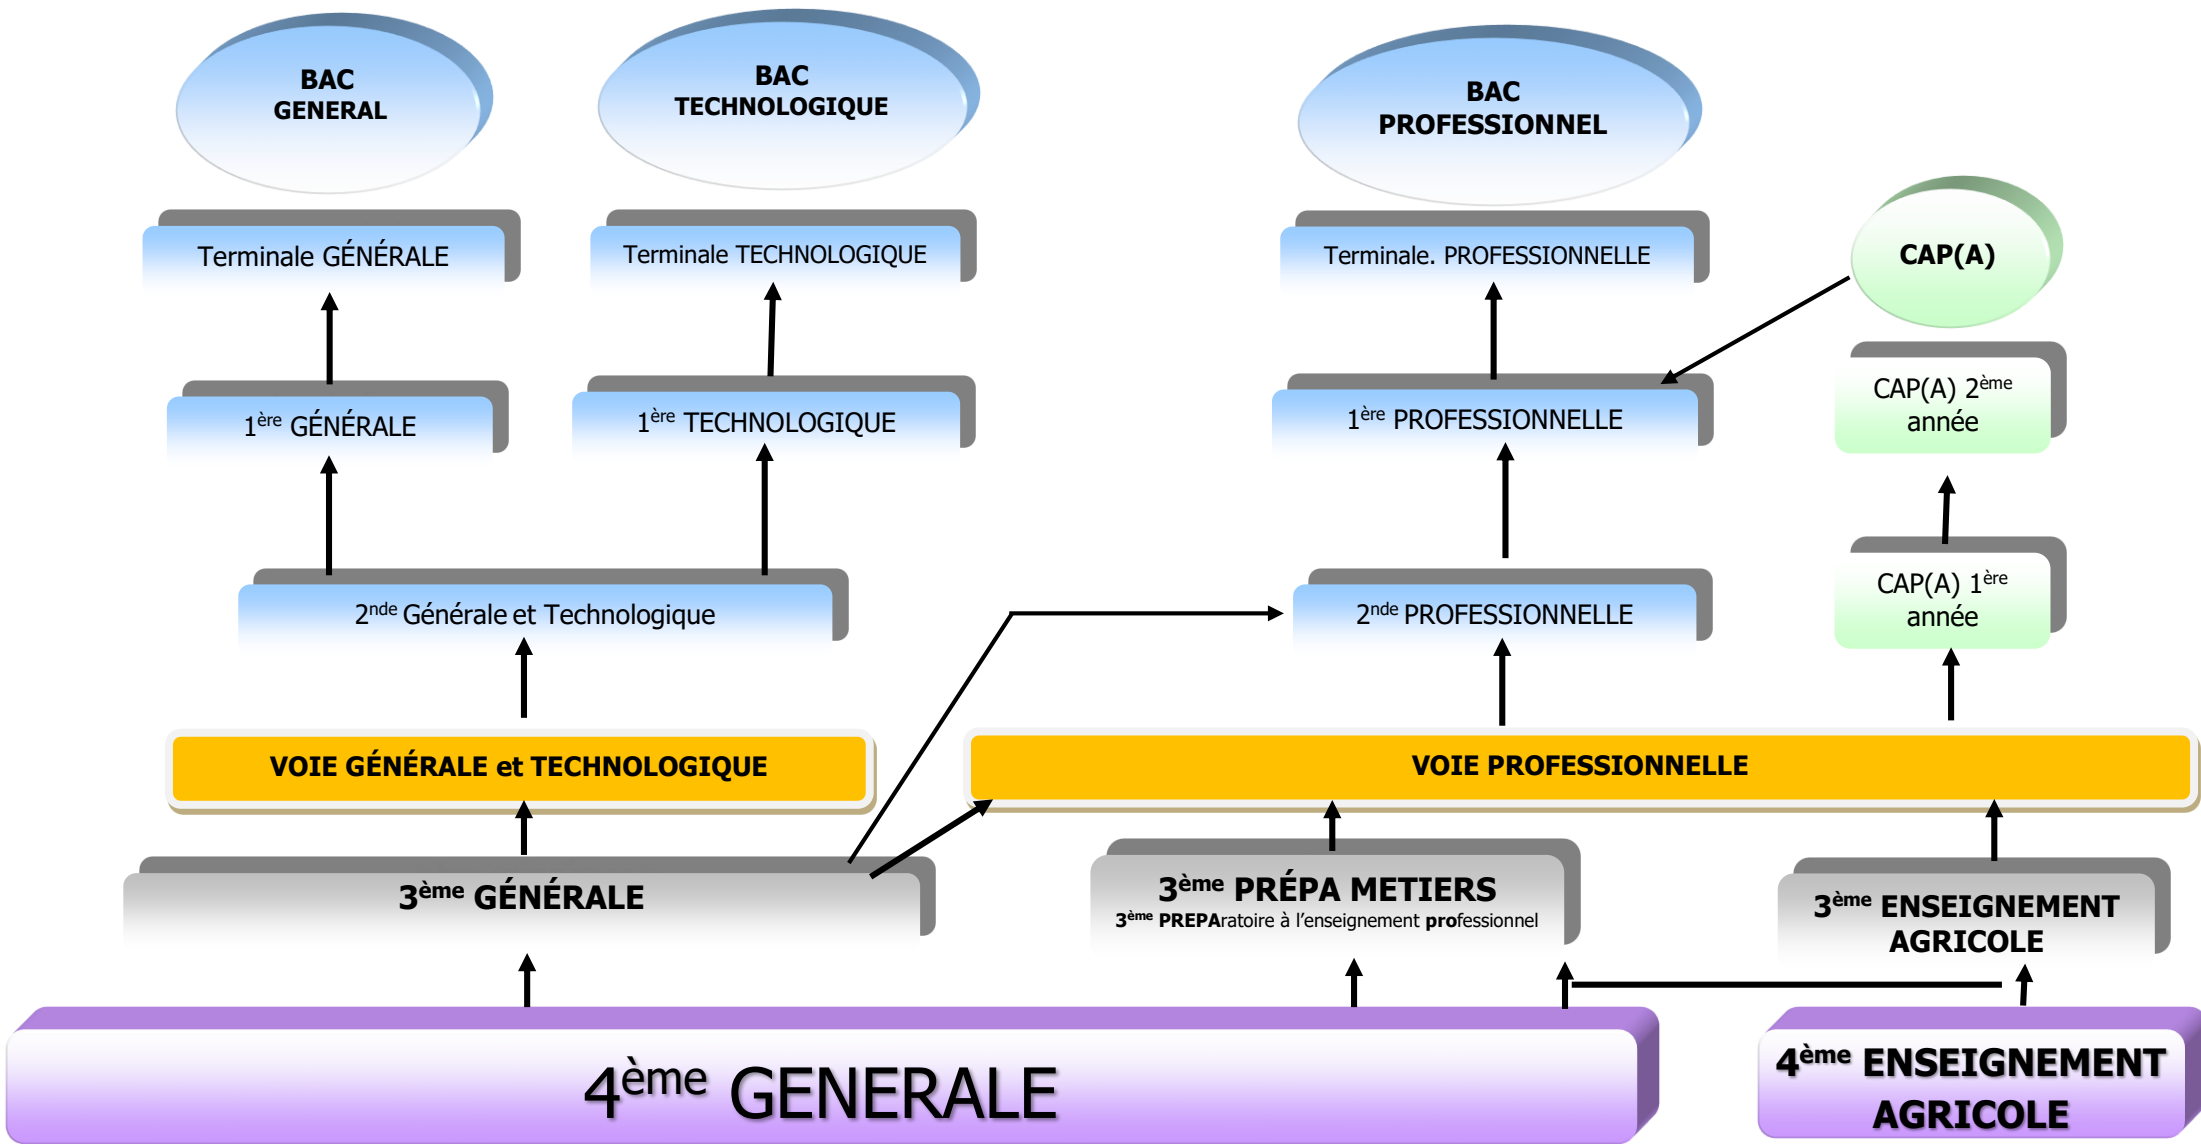 BAC
GENERAL
BAC
TECHNOLOGIQUE
BAC
PROFESSIONNEL
Terminale GÉNÉRALE
Terminale TECHNOLOGIQUE
Terminale. PROFESSIONNELLE
CAP(A)
1ère GÉNÉRALE
1ère TECHNOLOGIQUE
1ère PROFESSIONNELLE
CAP(A) 2ème
année
2nde Générale et Technologique
2nde PROFESSIONNELLE
CAP(A) 1ère
année
VOIE GÉNÉRALE et TECHNOLOGIQUE
VOIE PROFESSIONNELLE
3ème GÉNÉRALE
3ème PRÉPA METIERS
3ème PREPAratoire à l'enseignement professionnel
3ème ENSEIGNEMENT
AGRICOLE
4ème GENERALE
4ème ENSEIGNEMENT
AGRICOLE